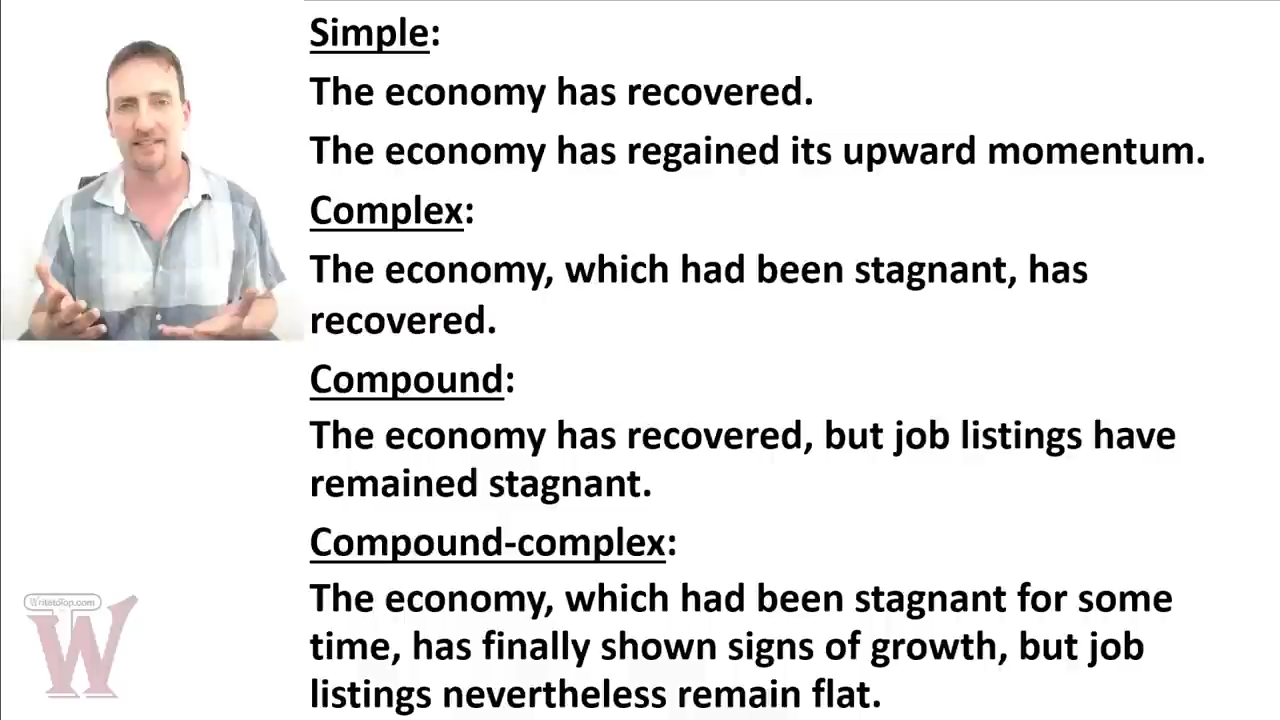 Simple:
The economy has recovered.
The economy has regained its upward momentum.
Complex:
The economy, which had been stagnant, has
recovered.
Compound:
The economy has recovered, but job listings have
remained stagnant.
Compound-complex:
The economy, which had been stagnant for some
time, has finally shown signs of growth, but job
listings nevertheless remain flat.
WritetoTop.com
W